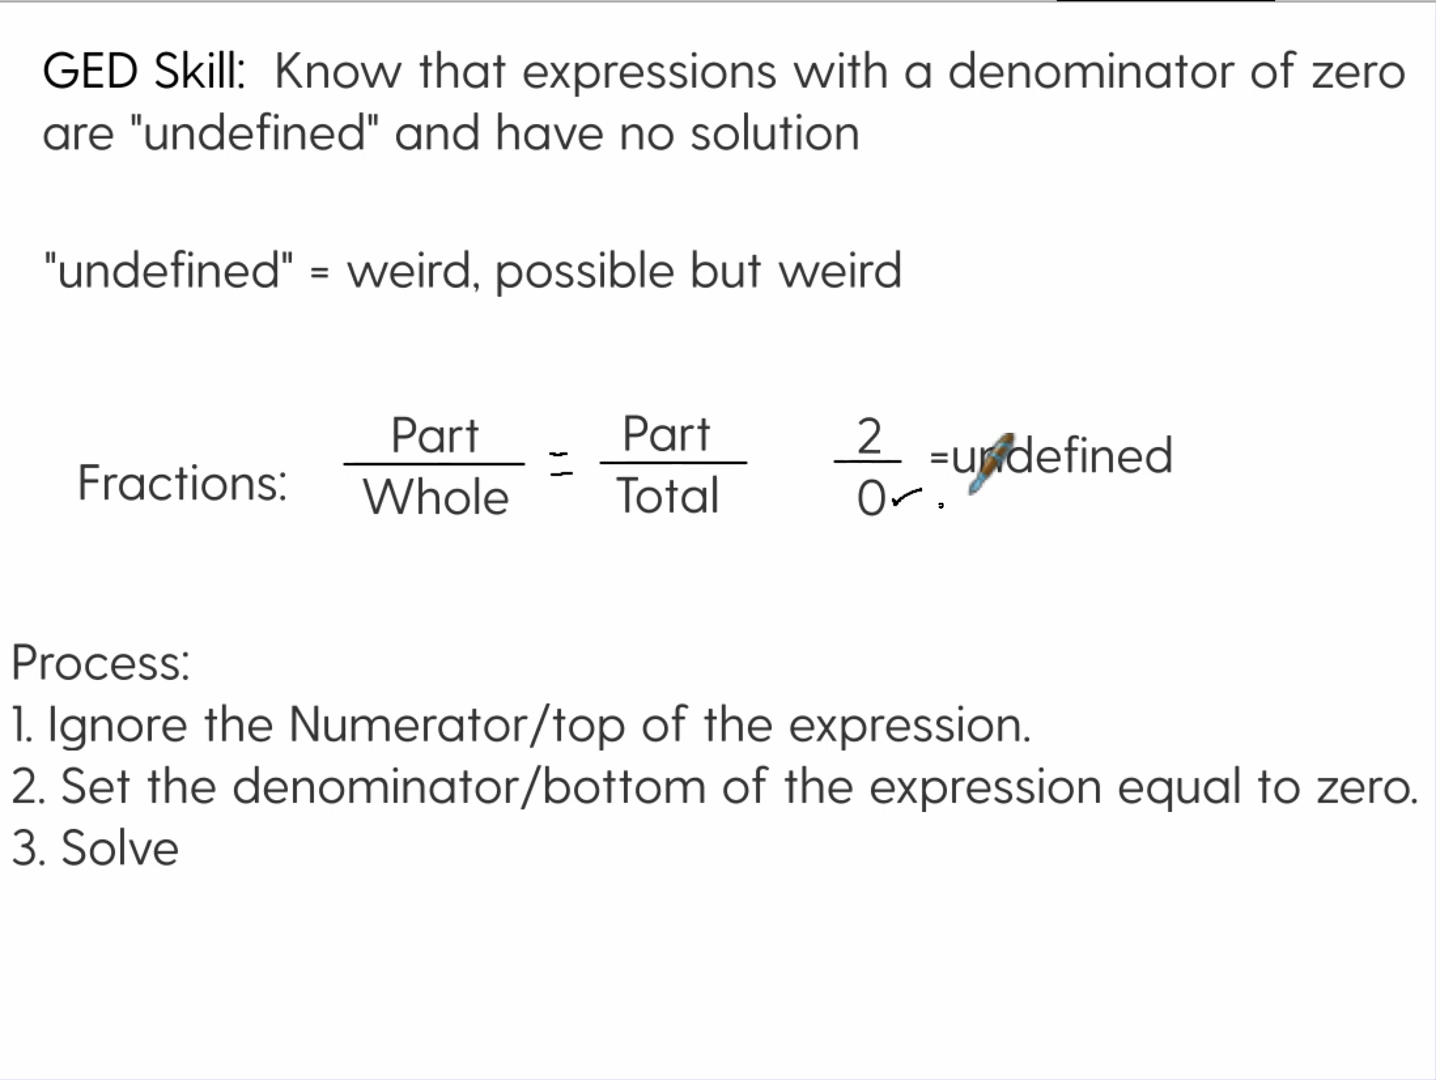 GED Skill: Know that expressions with a denominator of zero
are "undefined" and have no solution
"undefined" = weird, possible but weird
Fractions: Part/Whole = Part/Total 2/0 =undefined
Process:
1. Ignore the Numerator/top of the expression.
2. Set the denominator/bottom of the expression equal to zero.
3. Solve